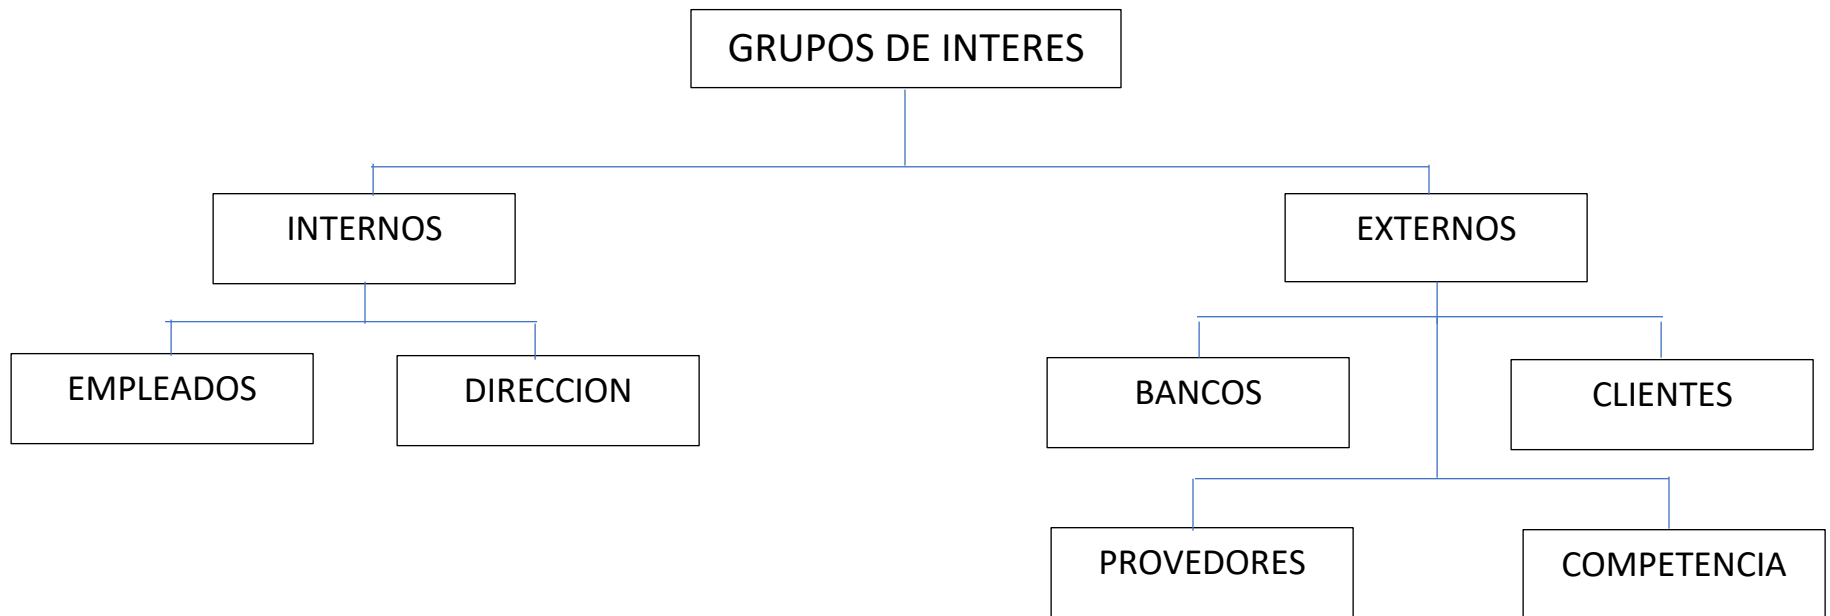 GRUPOS DE INTERES
INTERNOS
EXTERNOS
EMPLEADOS
DIRECCION
BANCOS
CLIENTES
PROVEDORES
COMPETENCIA